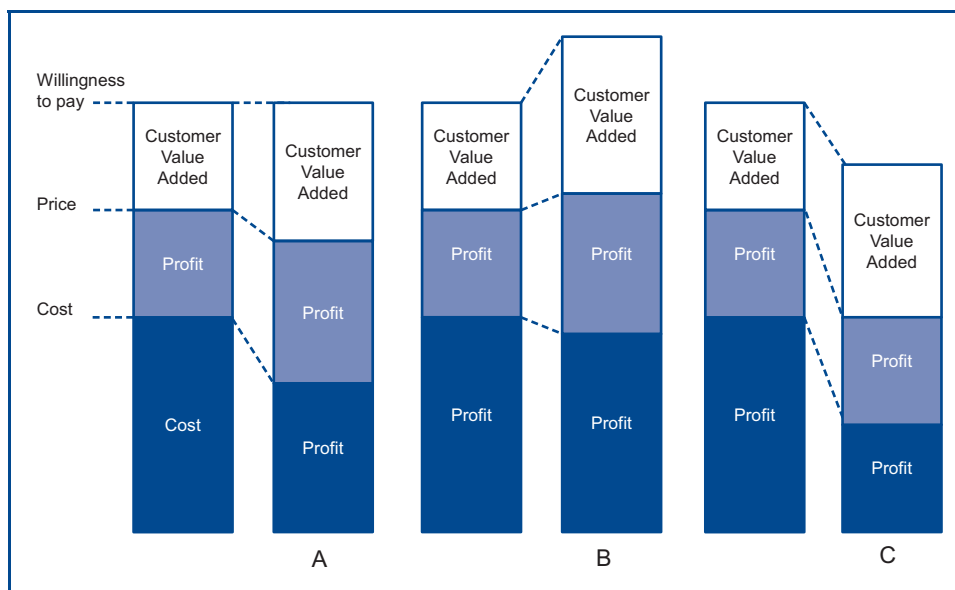 Willingness
to pay
Price
Cost
Customer
Value
Added
Profit
Cost
Customer
Value
Added
Profit
Profit
A
Customer
Value
Added
Profit
Profit
Customer
Value
Added
Profit
Profit
B
Customer
Value
Added
Profit
Profit
Customer
Value
Added
Profit
Profit
C